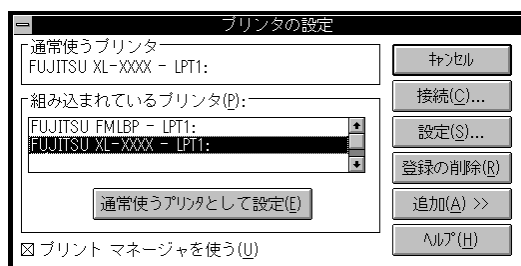 プリンタの設定
通常使うプリンタ
FUJITSU XL-XXXX - LPT1:
組み込まれているプリンタ(P):
FUJITSU FMLBP - LPT1:
FUJITSU XL-XXXX - LPT1:
通常使うﾌﾟﾘﾝﾀとして設定(E)
プリント マネージャを使う(U)
ｷｬﾝｾﾙ
接続(C)...
設定(S)...
登録の削除(R)
追加(A) >>
ﾍﾙﾌﾟ(H)